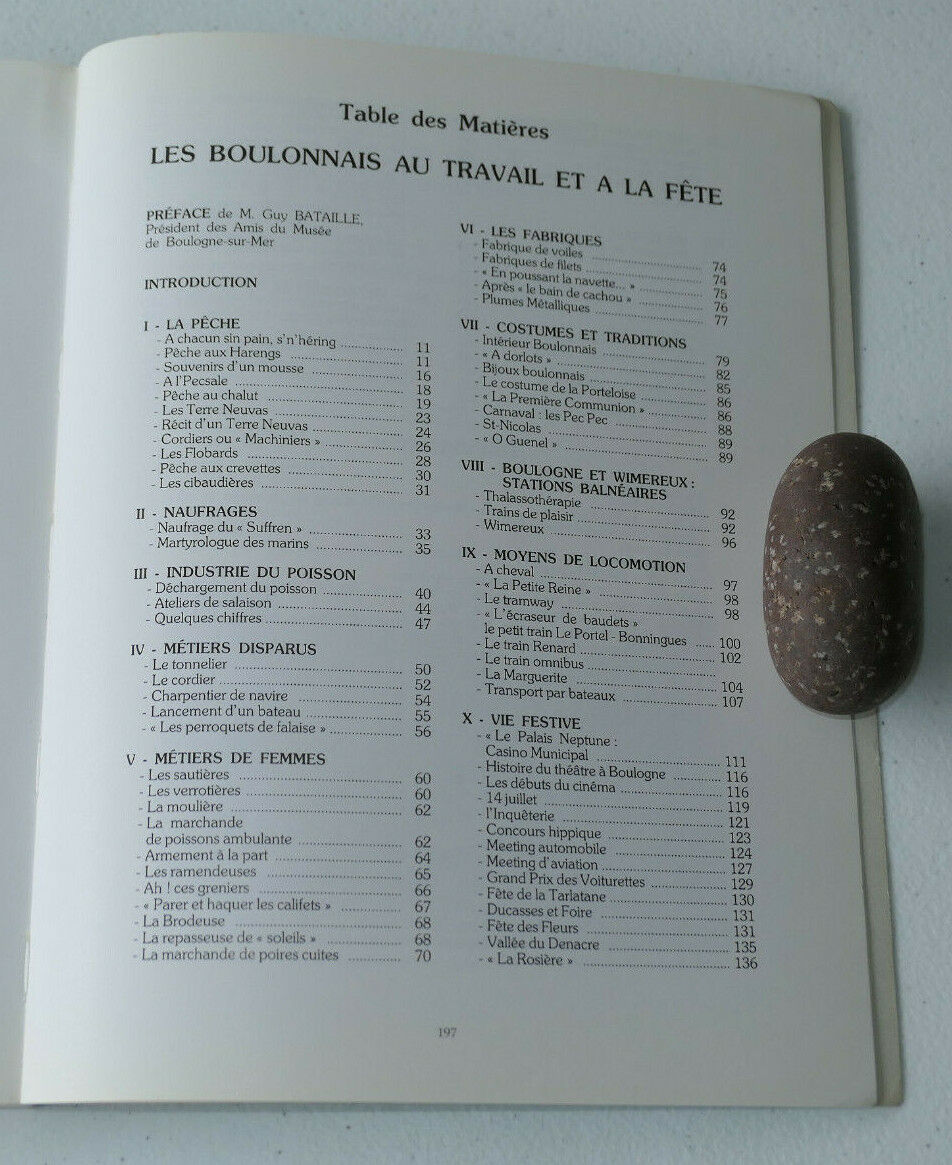 Table des Matières
LES BOULONNAIS AU TRAVAIL ET A LA FÊTE
PRÉFACE de M. Guy BATAILLE,
Président des Amis du Musée
de Boulogne-sur-Mer
INTRODUCTION
I - LA PÊCHE
- A chacun sin pain, s'n'héring ........ 11
- Pêche aux Harengs ........ 11
- Souvenirs d'un mousse ........ 16
- A l'Pecsale ........ 18
- Pêche au chalut ........ 19
- Les Terre Neuvas ........ 23
- Récit d'un Terre Neuvas ........ 24
- Cordiers ou « Machiniers » ........ 26
- Les Flobards ........ 28
- Pêche aux crevettes ........ 30
- Les cibaudières ........ 31
II - NAUFRAGES
- Naufrage du « Suffren » ........ 33
- Martyrologue des marins ........ 35
III - INDUSTRIE DU POISSON
- Déchargement du poisson ........ 40
- Ateliers de salaison ........ 44
- Quelques chiffres ........ 47
IV - MÉTIERS DISPARUS
- Le tonnelier ........ 50
- Le cordier ........ 52
- Charpentier de navire ........ 54
- Lancement d'un bateau ........ 55
- « Les perroquets de falaise » ........ 56
V - MÉTIERS DE FEMMES
- Les sautières ........ 60
- Les verrotières ........ 60
- La moulière ........ 62
- La marchande
de poissons ambulante ........ 62
- Armement à la part ........ 64
- Les ramendeuses ........ 65
- Ah ! ces greniers ........ 66
- « Parer et haquer les califets » ........ 67
- La Brodeuse ........ 68
- La repasseuse de « soleils » ........ 68
- La marchande de poires cuites ........ 70
VI - LES FABRIQUES
- Fabrique de voiles ........ 74
- Fabriques de filets ........ 74
- « En poussant la navette... » ........ 75
- Après « le bain de cachou » ........ 76
- Plumes Métalliques ........ 77
VII - COSTUMES ET TRADITIONS
- Intérieur Boulonnais ........ 79
- « A dorlots » ........ 82
- Bijoux boulonnais ........ 85
- Le costume de la Porteloise ........ 86
- « La Première Communion » ........ 86
- Carnaval : les Pec Pec ........ 88
- St-Nicolas ........ 89
- « O Guenel » ........ 89
VIII - BOULOGNE ET WIMEREUX :
STATIONS BALNÉAIRES
- Thalassothérapie ........ 92
- Trains de plaisir ........ 92
- Wimereux ........ 96
IX - MOYENS DE LOCOMOTION
- A cheval ........ 97
- « La Petite Reine » ........ 98
- Le tramway ........ 98
- « L'écraseur de baudets »
le petit train Le Portel - Bonningues ........ 100
- Le train Renard ........ 102
- Le train omnibus ........
- La Marguerite ........ 104
- Transport par bateaux ........ 107
X - VIE FESTIVE
- « Le Palais Neptune :
Casino Municipal ........ 111
- Histoire du théâtre à Boulogne ........ 116
- Les débuts du cinéma ........ 116
- 14 juillet ........ 119
- l'Inquêterie ........ 121
- Concours hippique ........ 123
- Meeting automobile ........ 124
- Meeting d'aviation ........ 127
- Grand Prix des Voiturettes ........ 129
- Fête de la Tarlatane ........ 130
- Ducasses et Foire ........ 131
- Fête des Fleurs ........ 131
- Vallée du Denacre ........ 135
- « La Rosière » ........ 136
197